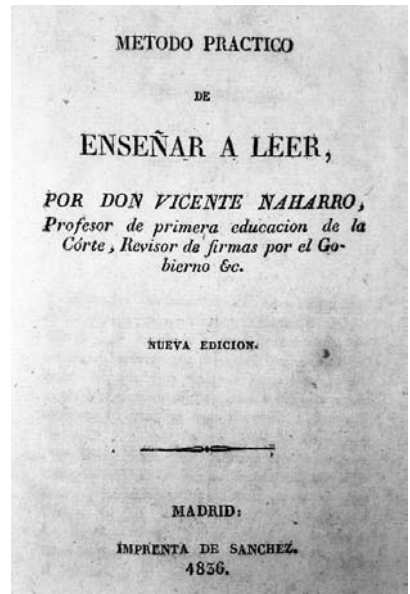 METODO PRACTICO
DE
ENSEÑAR A LEER,
POR DON VICENTE NAHARRO,
Profesor de primera educacion de la
Córte, Revisor de firmas por el Go-
bierno &c.
NUEVA EDICION.
MADRID:
IMPRENTA DE SANCHEZ.
1836.